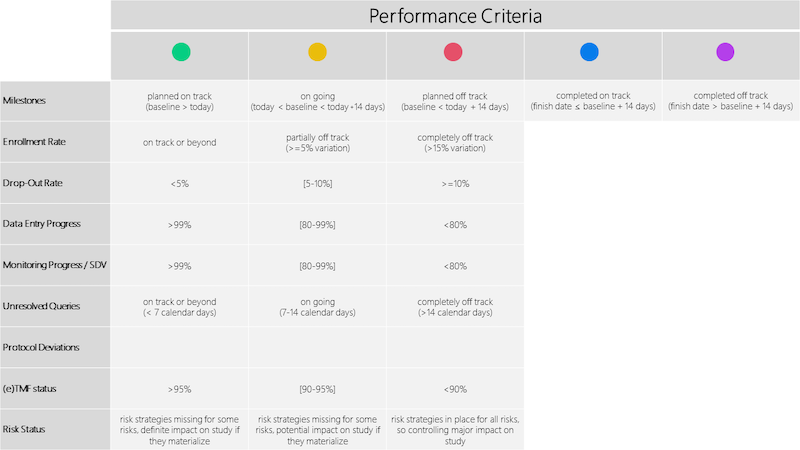 Performance Criteria
Milestones
planned on track
(baseline > today)
on going
(today < baseline < today+14 days)
planned off track
(baseline < today + 14 days)
completed on track
(finish date ≤ baseline + 14 days)
completed off track
(finish date > baseline + 14 days)
Enrollment Rate
on track or beyond
partially off track
(>=5% variation)
completely off track
(>15% variation)
Drop-Out Rate
<5%
[5-10%]
>=10%
Data Entry Progress
>99%
[80-99%]
<80%
Monitoring Progress / SDV
>99%
[80-99%]
<80%
Unresolved Queries
on track or beyond
(< 7 calendar days)
on going
(7-14 calendar days)
completely off track
(>14 calendar days)
Protocol Deviations
(e)TMF status
>95%
[90-95%]
<90%
Risk Status
risk strategies missing for some
risks, definite impact on study if
they materialize
risk strategies missing for some
risks, potential impact on study if
they materialize
risk strategies in place for all risks,
so controlling major impact on
study